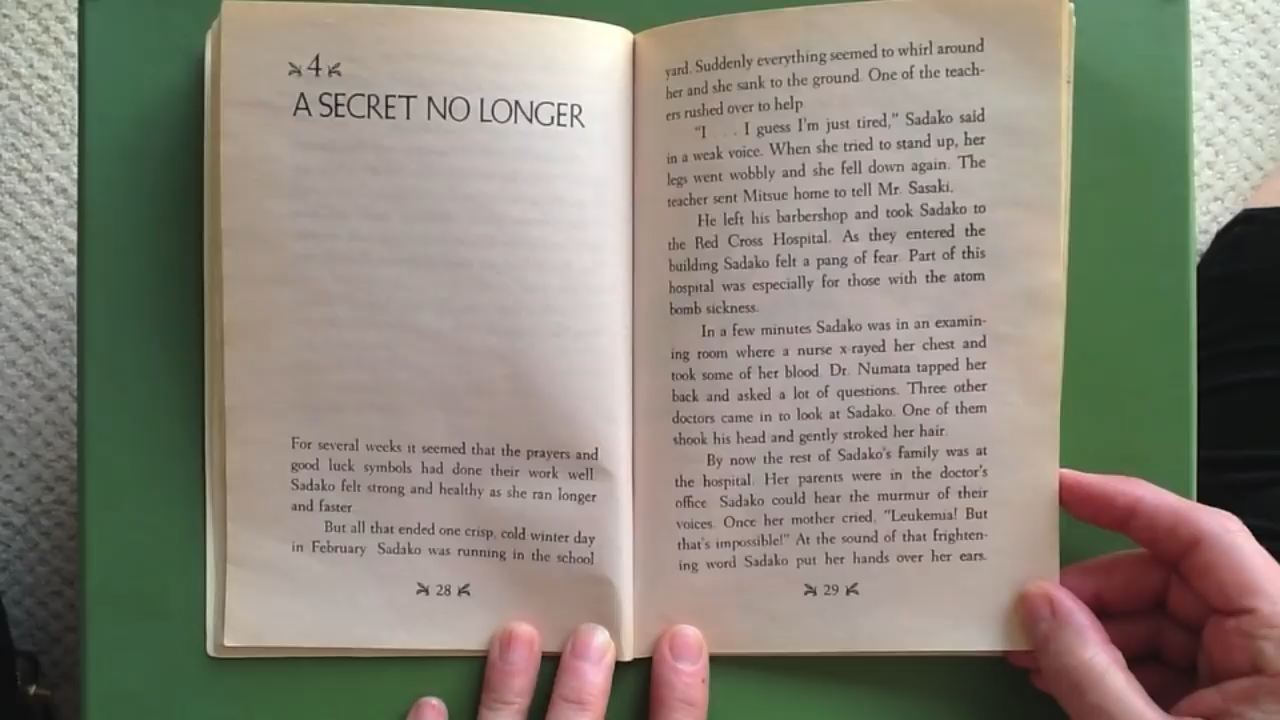 4
A SECRET NO LONGER
For several weeks it seemed that the prayers and
good luck symbols had done their work well.
Sadako felt strong and healthy as she ran longer
and faster.
But all that ended one crisp, cold winter day
in February. Sadako was running in the school
28
yard. Suddenly everything seemed to whirl around
her and she sank to the ground. One of the teach-
ers rushed over to help.
"I . . . I guess I'm just tired," Sadako said
in a weak voice. When she tried to stand up, her
legs went wobbly and she fell down again. The
teacher sent Mitsue home to tell Mr. Sasaki.
He left his barbershop and took Sadako to
the Red Cross Hospital. As they entered the
building Sadako felt a pang of fear. Part of this
hospital was especially for those with the atom
bomb sickness.
In a few minutes Sadako was in an examin-
ing room where a nurse x-rayed her chest and
took some of her blood. Dr. Numata tapped her
back and asked a lot of questions. Three other
doctors came in to look at Sadako. One of them
shook his head and gently stroked her hair.
By now the rest of Sadako's family was at
the hospital. Her parents were in the doctor's
office. Sadako could hear the murmur of their
voices. Once her mother cried, "Leukemia! But
that's impossible!" At the sound of that frighten-
ing word Sadako put her hands over her ears.
29